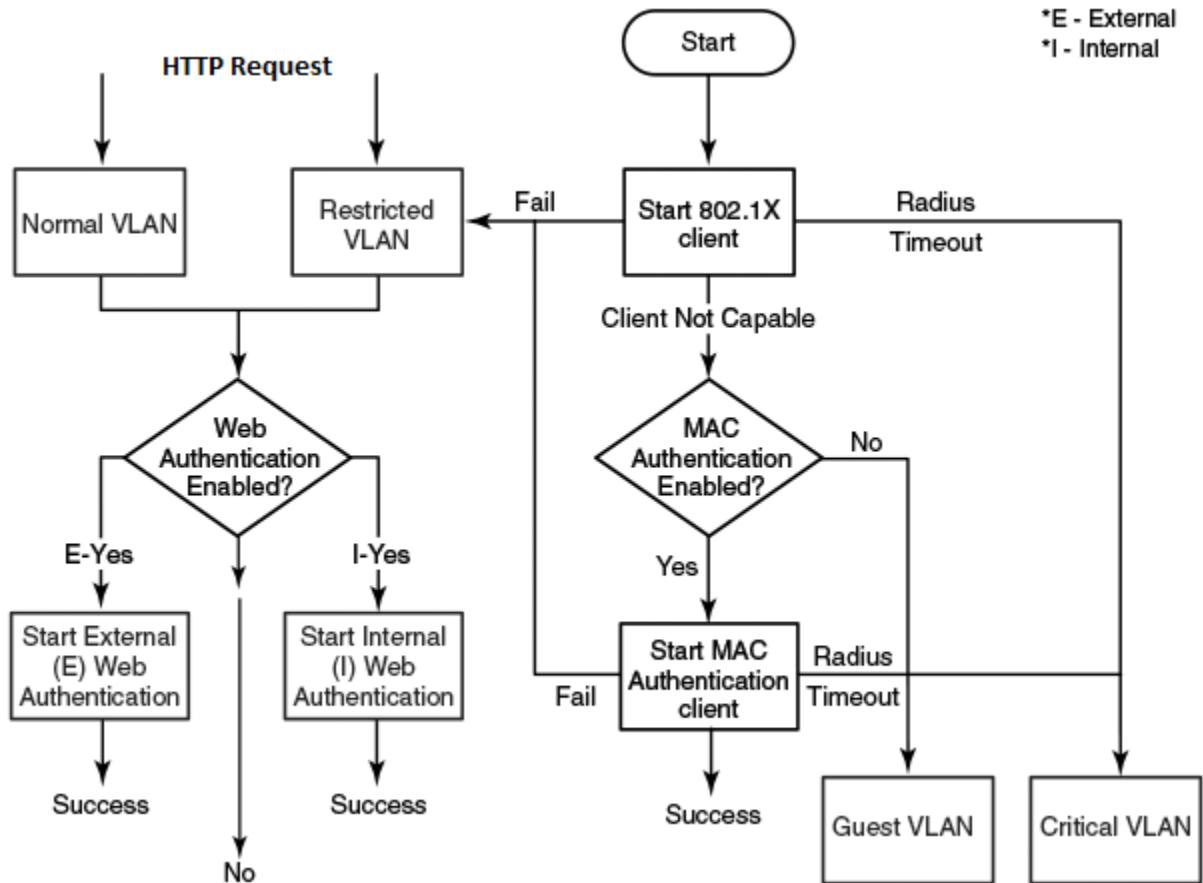 *E - External
*I - Internal
Start
HTTP Request
Normal VLAN
Restricted
VLAN
Fail
Start 802.1X
client
Radius
Timeout
Client Not Capable
Web
Authentication
Enabled?
MAC
Authentication
Enabled?
No
E-Yes
I-Yes
Yes
Start External
(E) Web
Authentication
Start Internal
(I) Web
Authentication
Fail
Start MAC
Authentication
client
Radius
Timeout
Success
Success
Success
Guest VLAN
Critical VLAN
No